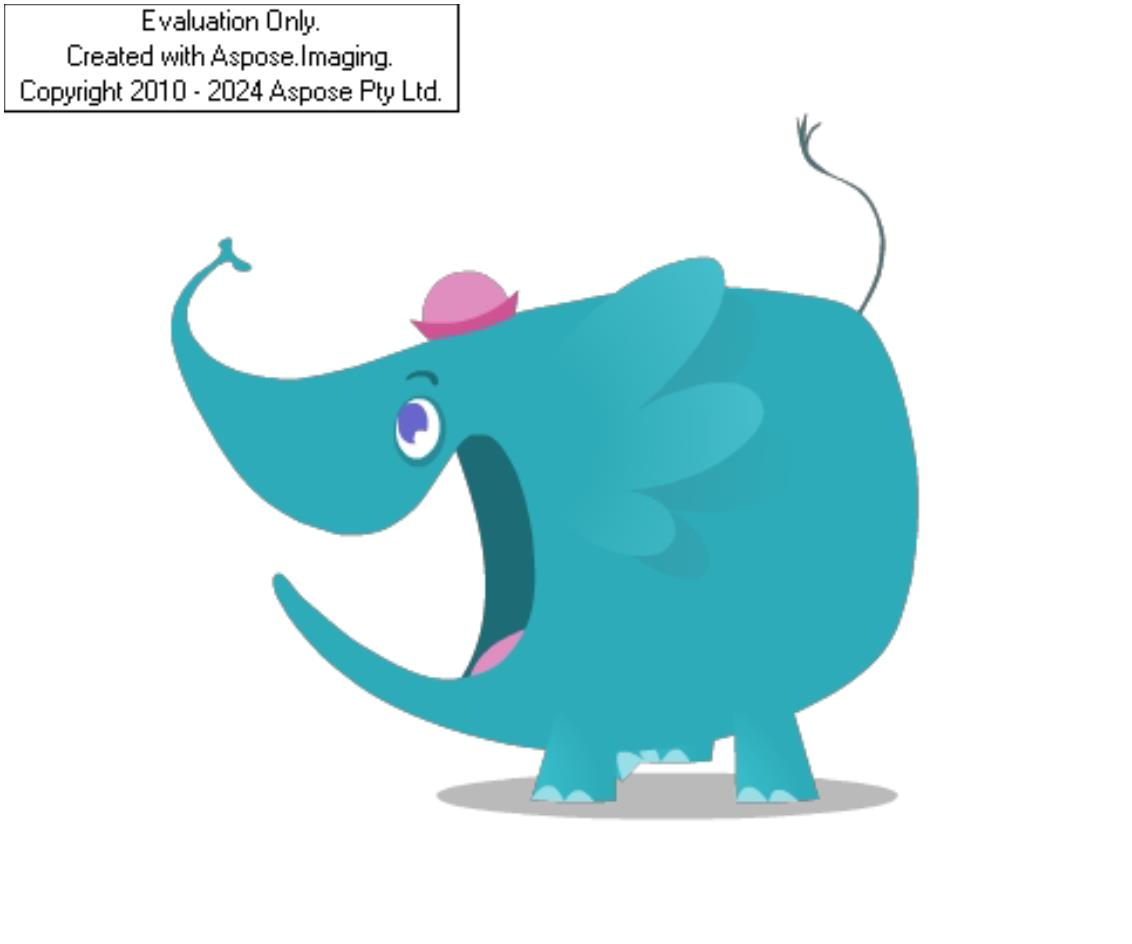 Evaluation Only.
Created with Aspose.Imaging.
Copyright 2010 - 2024 Aspose Pty Ltd.